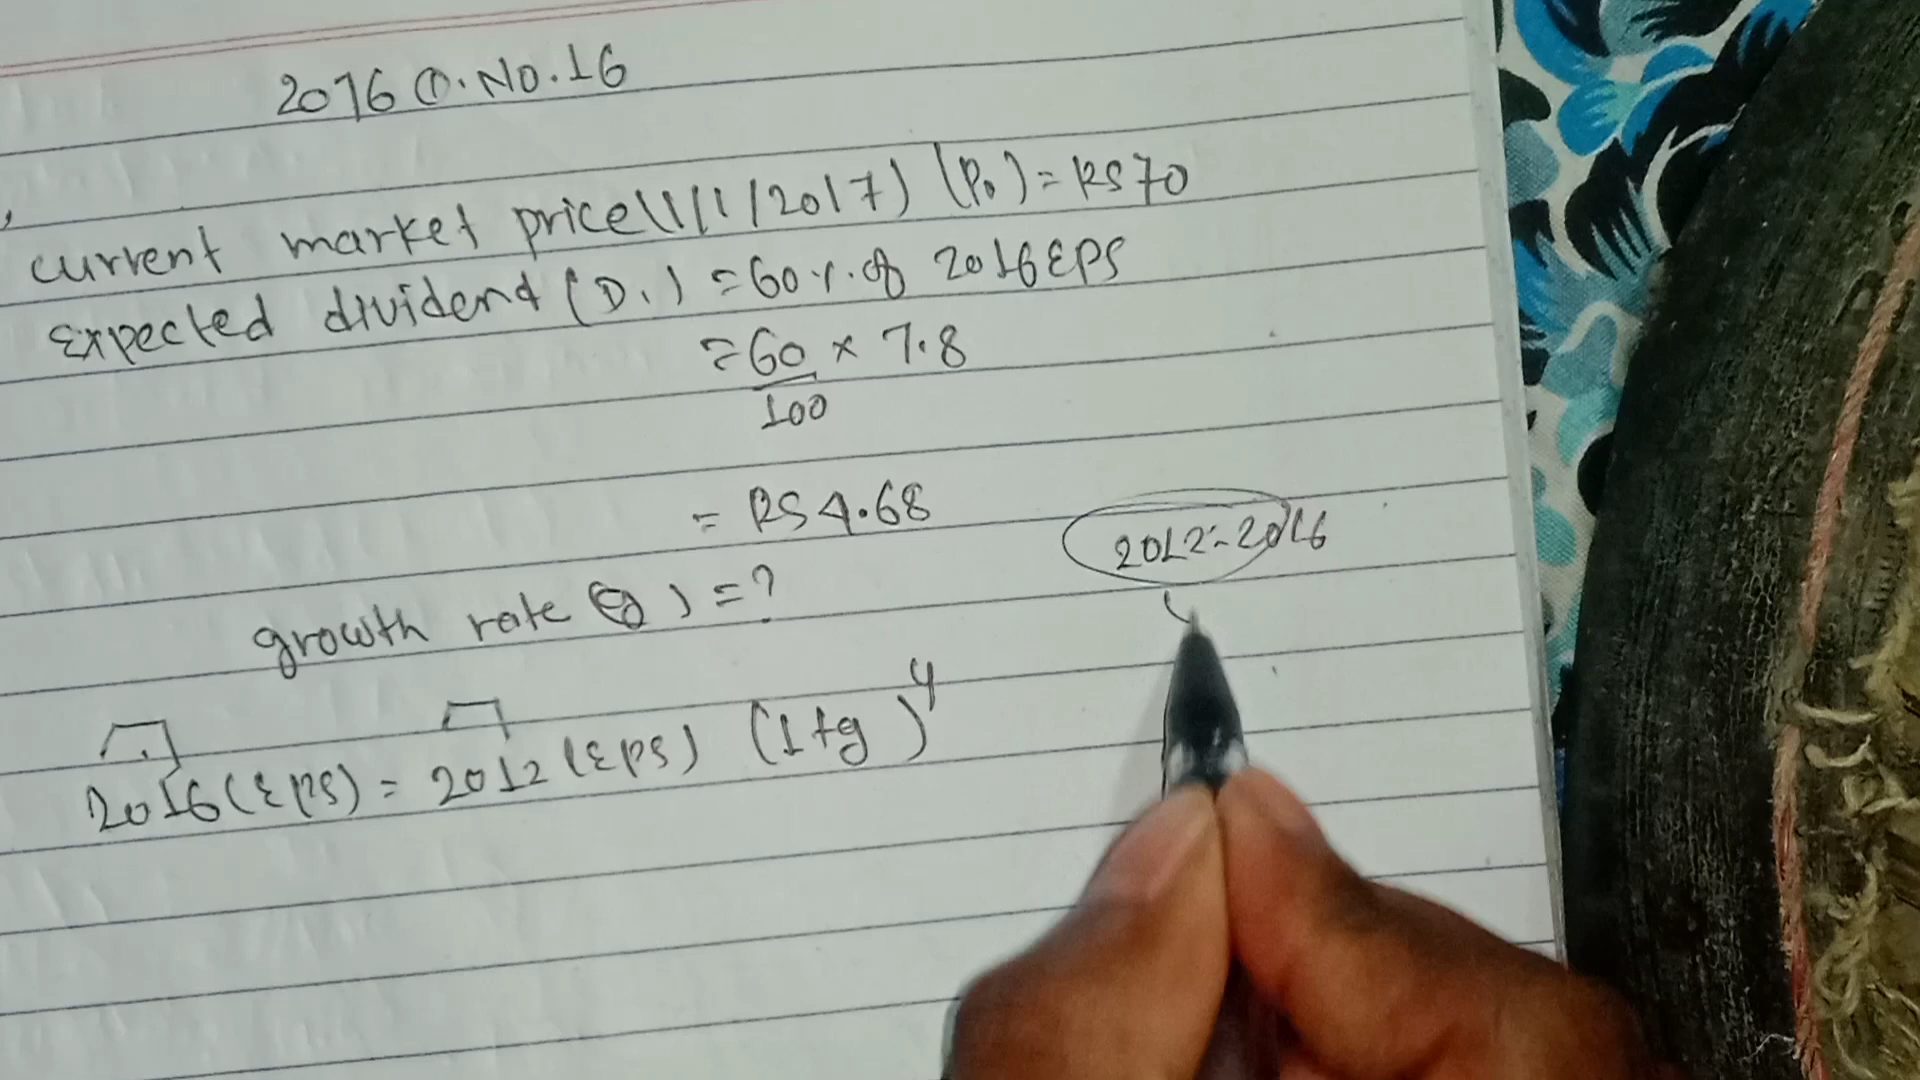 2076 Q.No.16
current market price(1/1/2017) (P₀) = RS 70
Expected dividend (D₁) = 60% of 2016 EPS
= 60/100 × 7.8
= RS 4.68
2012-2016
growth rate (g) = ?
2016(EPS) = 2012(EPS) (1+g)⁴